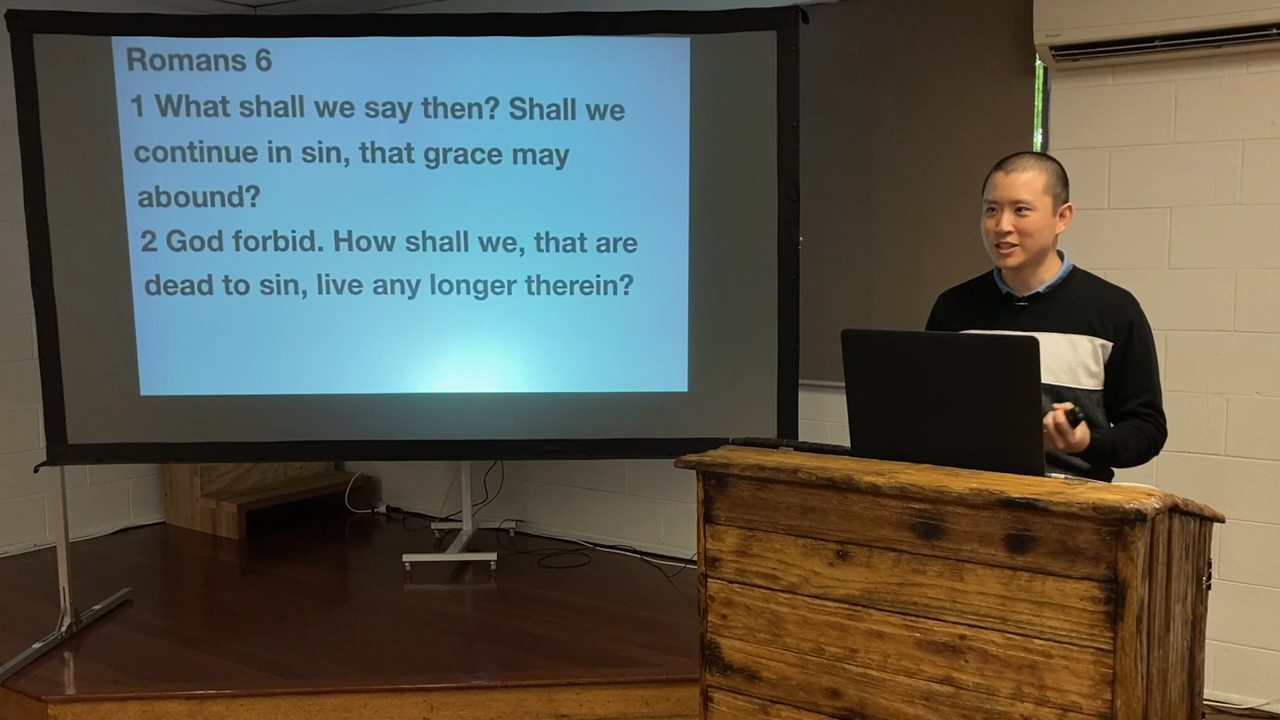 Romans 6
1 What shall we say then? Shall we
continue in sin, that grace may
abound?
2 God forbid. How shall we, that are
dead to sin, live any longer therein?